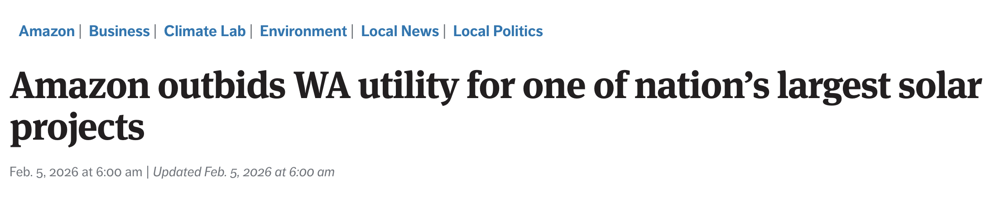 Amazon | Business | Climate Lab | Environment | Local News | Local Politics
Amazon outbids WA utility for one of nation’s largest solar
projects
Feb. 5, 2026 at 6:00 am | Updated Feb. 5, 2026 at 6:00 am